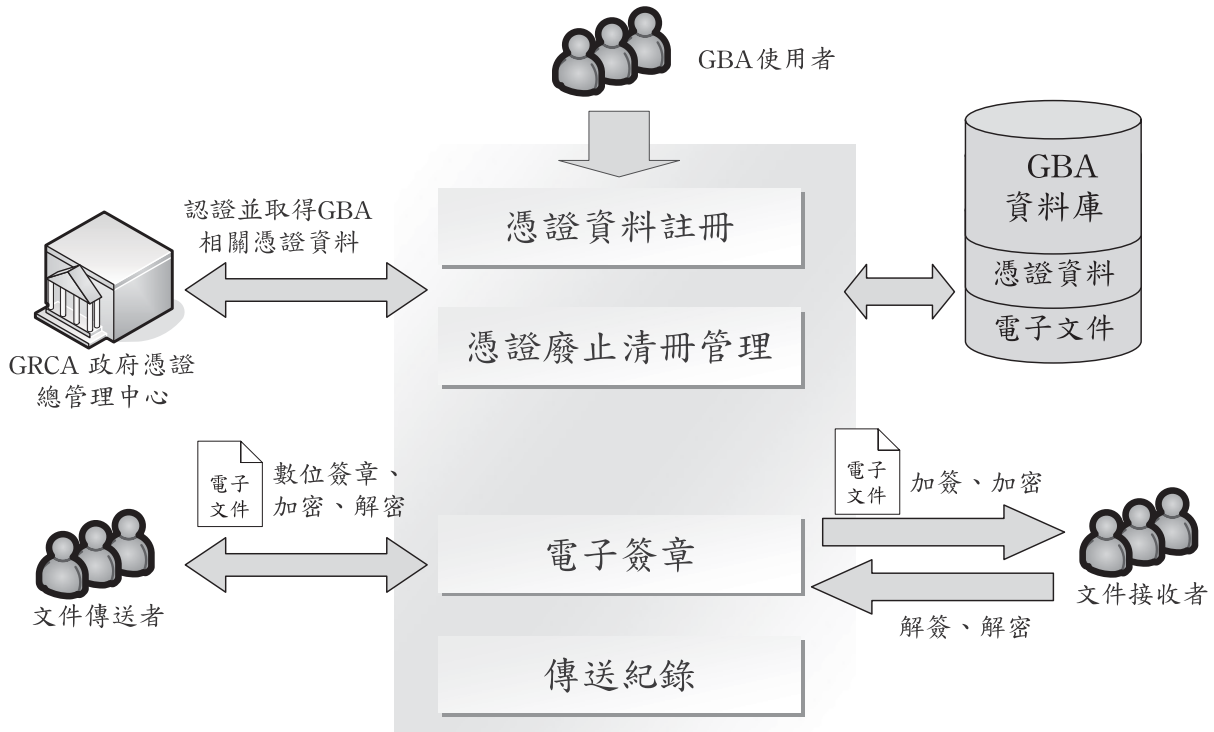 GBA使用者
GBA
資料庫
憑證資料
電子文件
認證並取得GBA
相關憑證資料
憑證資料註冊
憑證廢止清冊管理
GRCA 政府憑證
總管理中心
電子
文件
數位簽章、
加密、解密
電子
文件
加簽、加密
電子簽章
文件傳送者
文件接收者
解簽、解密
傳送紀錄